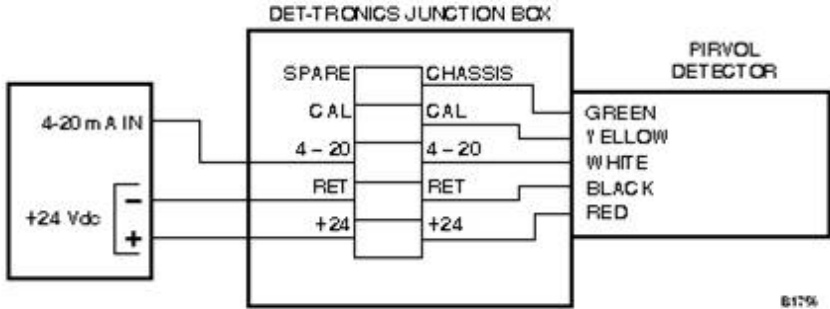 DET-TRONICS JUNCTION BOX
PIRVOL
DETECTOR
SPARE CHASSIS
CAL CAL
4 – 20 4 – 20
RET RET
+24 +24
4-20 mA IN
+24 Vdc
–
+
GREEN
YELLOW
WHITE
BLACK
RED
B1796